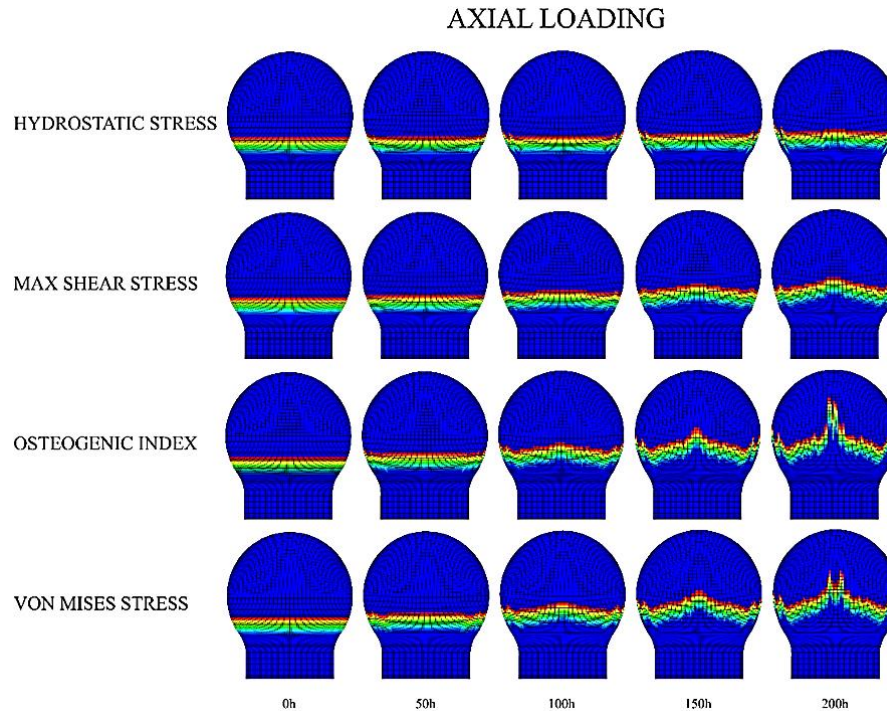 AXIAL LOADING
HYDROSTATIC STRESS
MAX SHEAR STRESS
OSTEOGENIC INDEX
VON MISES STRESS
0h 50h 100h 150h 200h